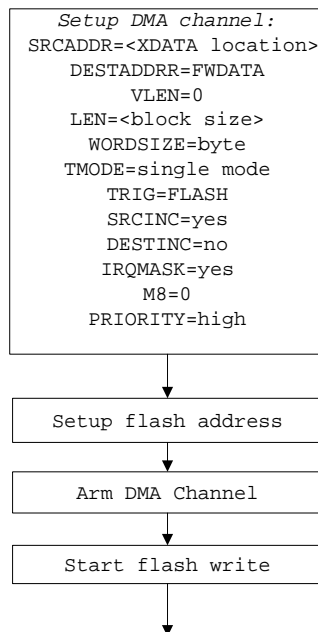 Setup DMA channel:
SRCADDR=<XDATA location>
DESTADDRR=FWDATA
VLEN=0
LEN=<block size>
WORDSIZE=byte
TMODE=single mode
TRIG=FLASH
SRCINC=yes
DESTINC=no
IRQMASK=yes
M8=0
PRIORITY=high
Setup flash address
Arm DMA Channel
Start flash write